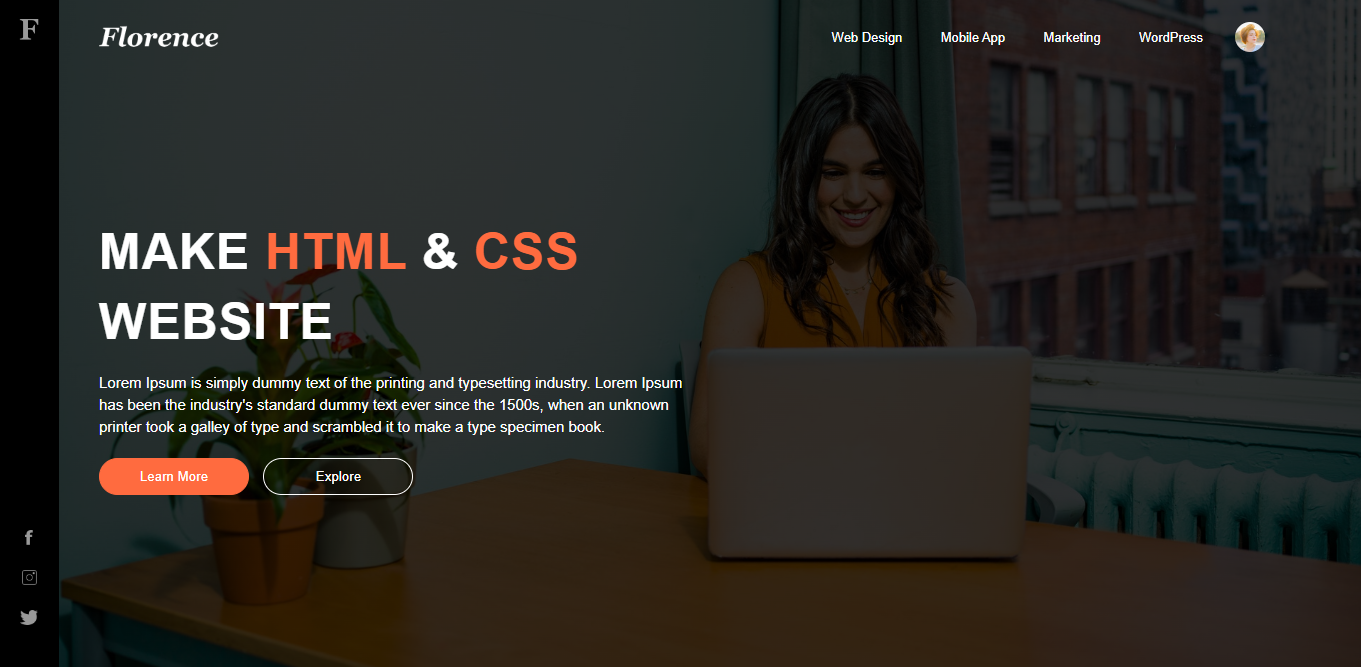 F
Florence
Web Design
Mobile App
Marketing
WordPress
MAKE HTML & CSS
WEBSITE
Lorem Ipsum is simply dummy text of the printing and typesetting industry. Lorem Ipsum
has been the industry's standard dummy text ever since the 1500s, when an unknown
printer took a galley of type and scrambled it to make a type specimen book.
Learn More
Explore